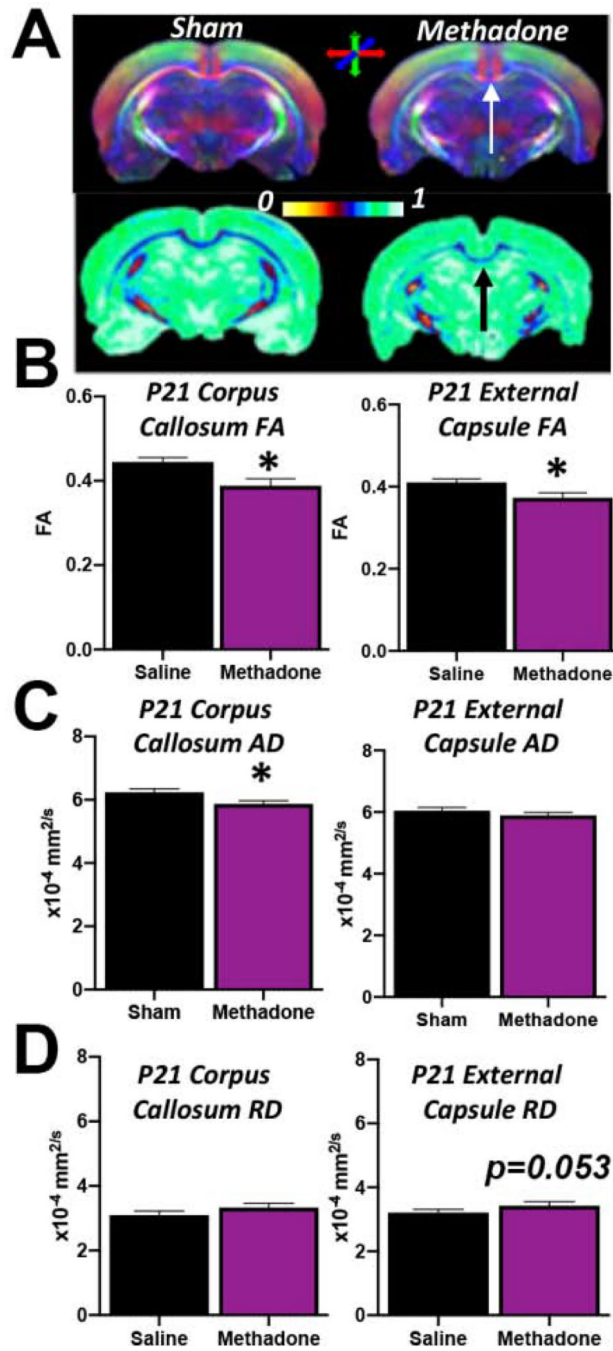 A
Sham
Methadone
0
1
B
P21 Corpus
Callosum FA
P21 External
Capsule FA
FA
0.6
0.4
0.2
0.0
*
Saline
Methadone
FA
0.6
0.4
0.2
0.0
*
Saline
Methadone
C
P21 Corpus
Callosum AD
P21 External
Capsule AD
x10-4 mm2/s
8
6
4
2
0
*
Sham
Methadone
8
6
4
2
0
Sham
Methadone
D
P21 Corpus
Callosum RD
P21 External
Capsule RD
x10-4 mm2/s
8
6
4
2
0
Saline
Methadone
x10-4 mm2/s
8
6
4
2
0
p=0.053
Saline
Methadone